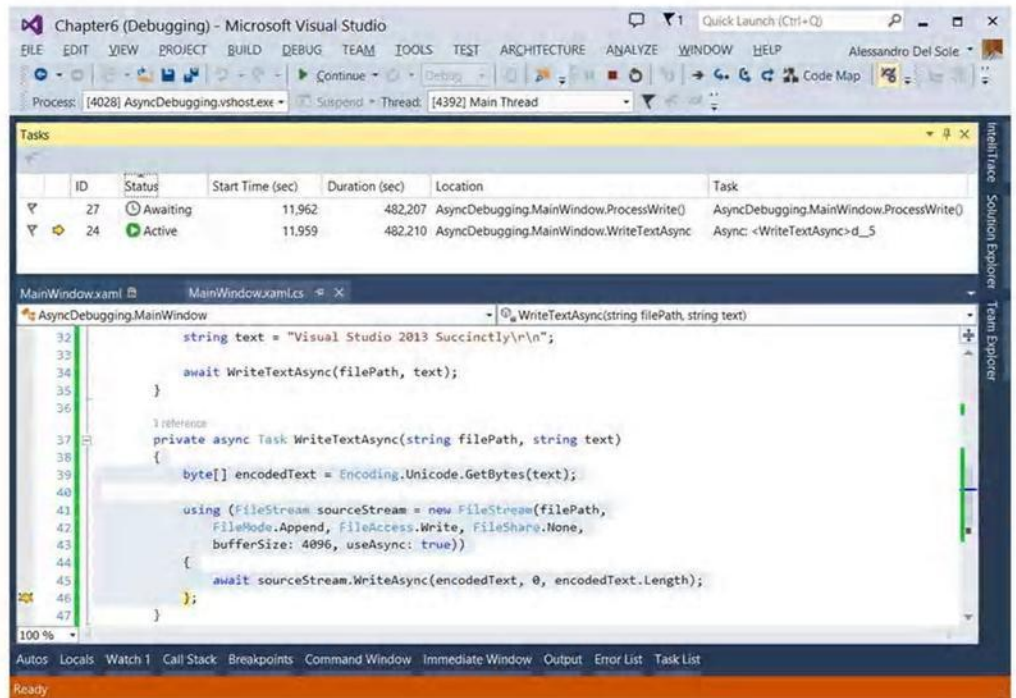 Chapter6 (Debugging) - Microsoft Visual Studio
1
Quick Launch (Ctrl+Q)
FILE EDIT VIEW PROJECT BUILD DEBUG TEAM TOOLS TEST ARCHITECTURE ANALYZE WINDOW HELP
Alessandro Del Sole
Continue
Debug
Code Map
Process: [4028] AsyncDebugging.vshost.exe
Suspend
Thread: [4392] Main Thread
Tasks
ID Status Start Time (sec) Duration (sec) Location Task
27 Awaiting 11,962 482,207 AsyncDebugging.MainWindow.ProcessWrite() AsyncDebugging.MainWindow.ProcessWrite()
24 Active 11,959 482,210 AsyncDebugging.MainWindow.WriteTextAsync Async: <WriteTextAsync>d__5
IntelliTrace
Solution Explorer
Team Explorer
MainWindow.xaml
MainWindow.xaml.cs
AsyncDebugging.MainWindow
WriteTextAsync(string filePath, string text)
32 string text = "Visual Studio 2013 Succinctly\r\n";
33
34 await WriteTextAsync(filePath, text);
35 }
36
1 reference
37 private async Task WriteTextAsync(string filePath, string text)
38 {
39 byte[] encodedText = Encoding.Unicode.GetBytes(text);
40
41 using (FileStream sourceStream = new FileStream(filePath,
42 FileMode.Append, FileAccess.Write, FileShare.None,
43 bufferSize: 4096, useAsync: true))
44 {
45 await sourceStream.WriteAsync(encodedText, 0, encodedText.Length);
46 };
47 }
100 %
Autos Locals Watch 1 Call Stack Breakpoints Command Window Immediate Window Output Error List Task List
Ready